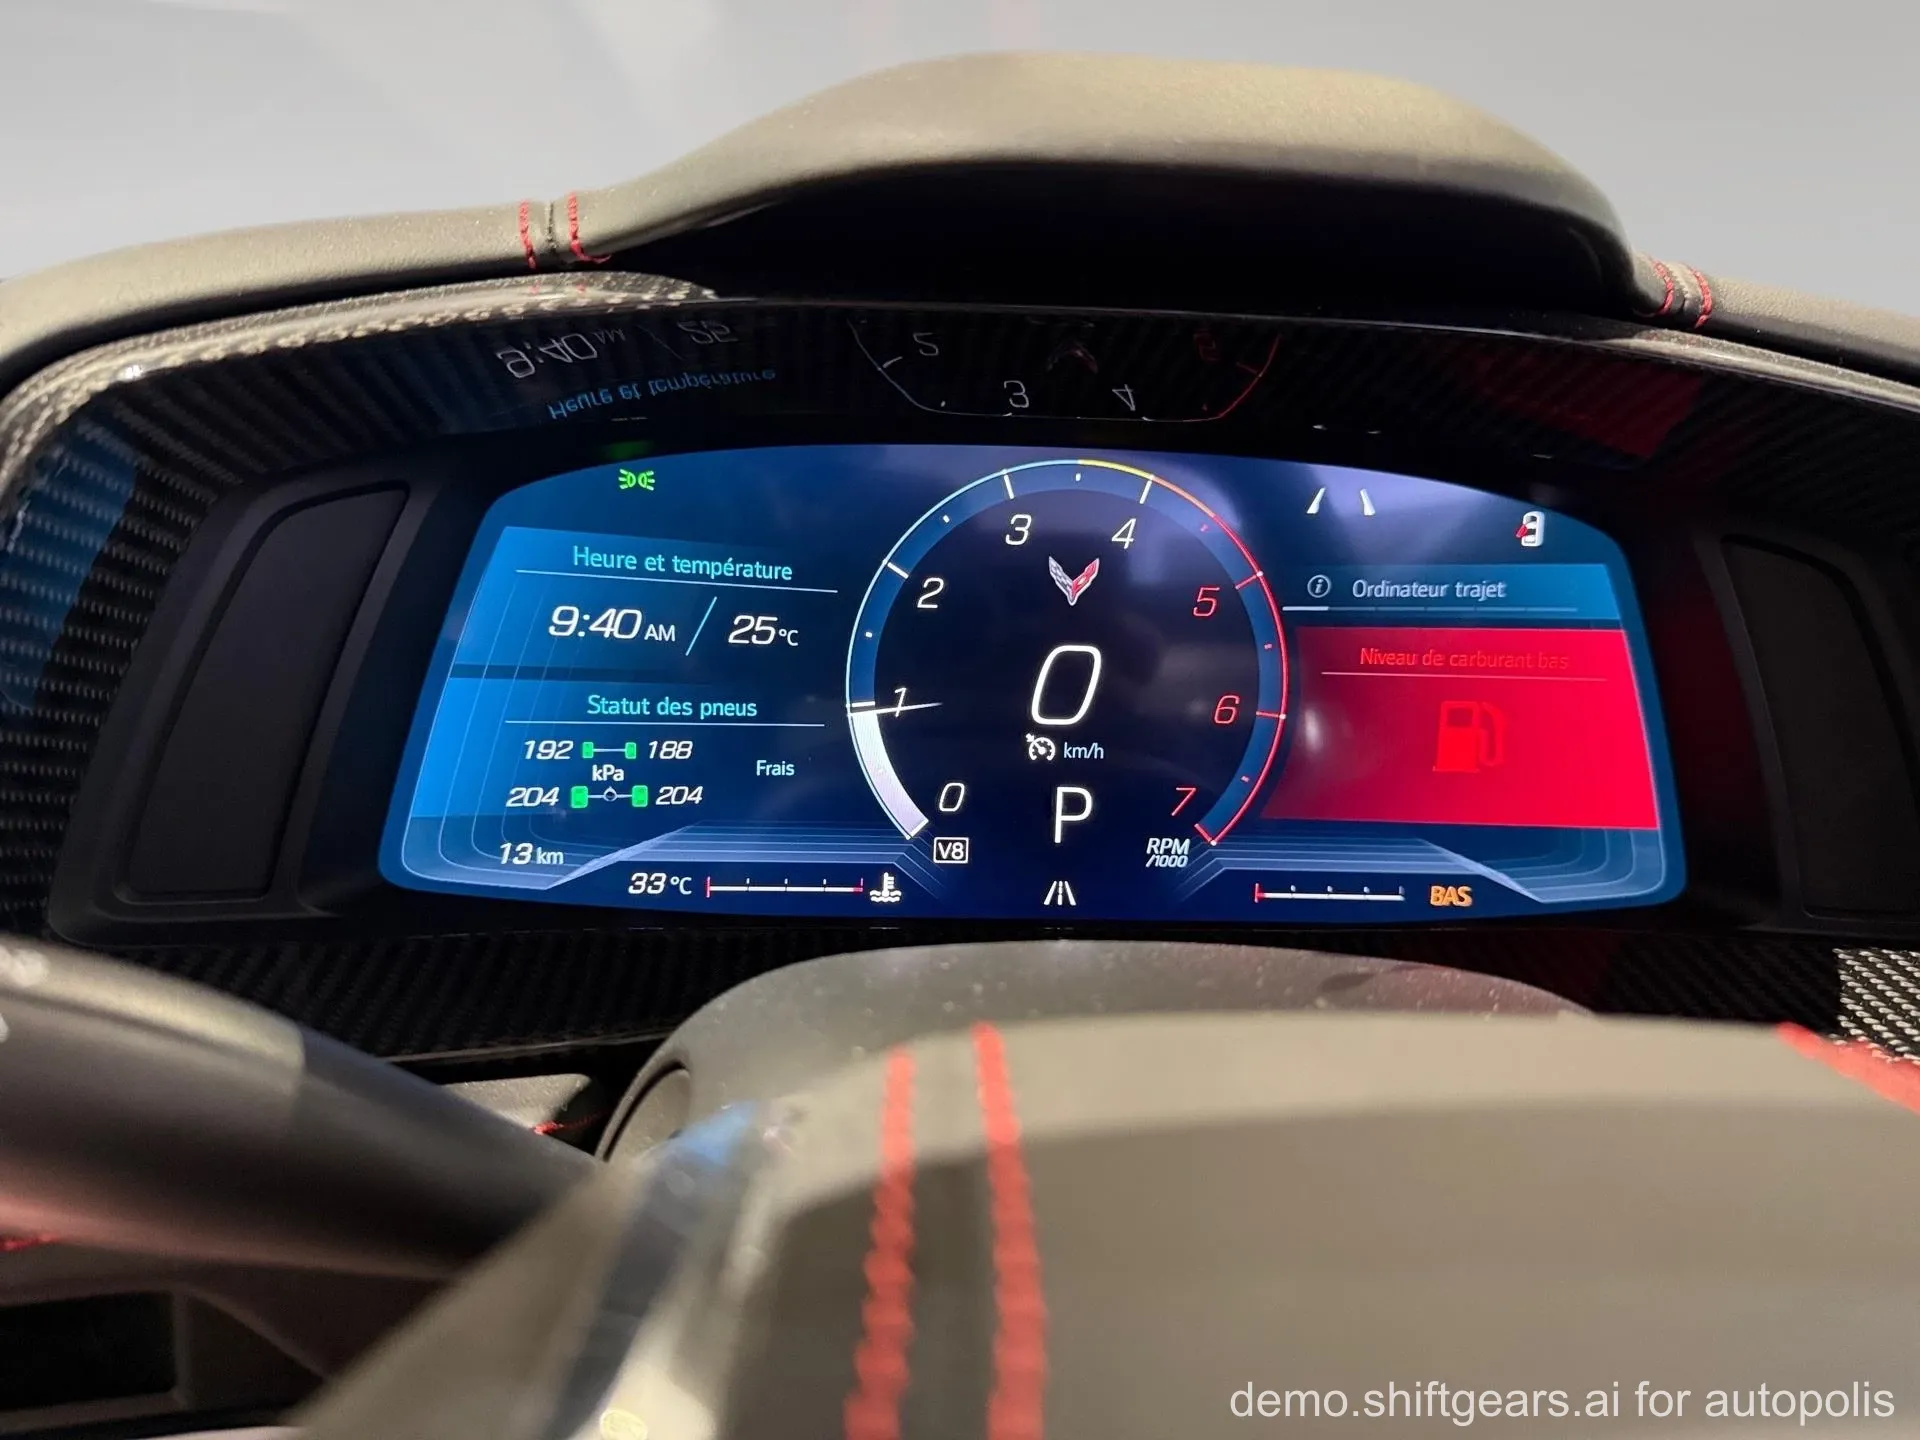 Heure et température
9:40 AM / 25 °C
Statut des pneus
192 188
kPa
Frais
204 204
13 km
33 °C
3
4
2
5
1
6
0
7
0
km/h
P
V8
RPM
/1000
Ordinateur trajet
Niveau de carburant bas
BAS
demo.shiftgears.ai for autopolis